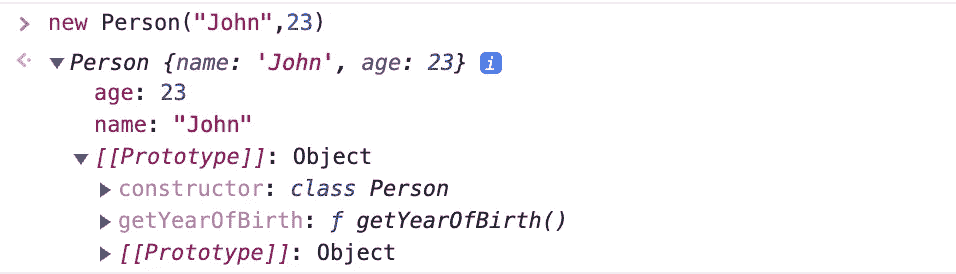 new Person("John",23)
Person {name: 'John', age: 23} i
age: 23
name: "John"
[[Prototype]]: Object
constructor: class Person
getYearOfBirth: ƒ getYearOfBirth()
[[Prototype]]: Object